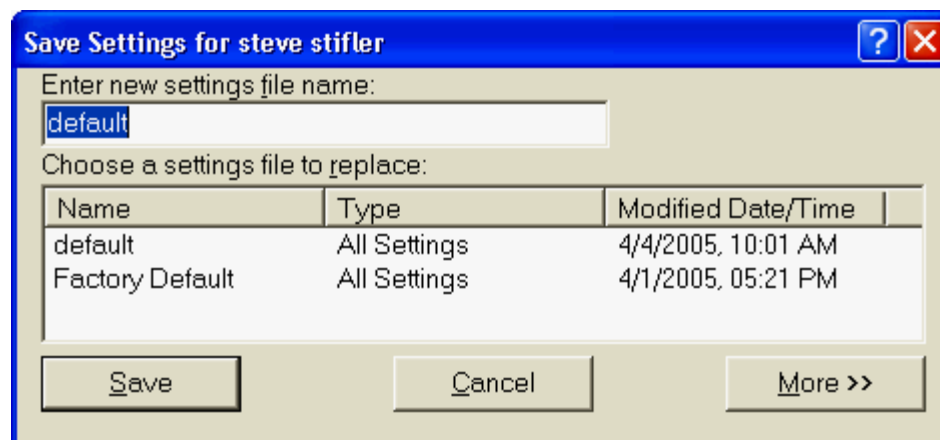 Save Settings for steve stifler
Enter new settings file name:
default
Choose a settings file to replace:
Name Type Modified Date/Time
default All Settings 4/4/2005, 10:01 AM
Factory Default All Settings 4/1/2005, 05:21 PM
Save Cancel More >>